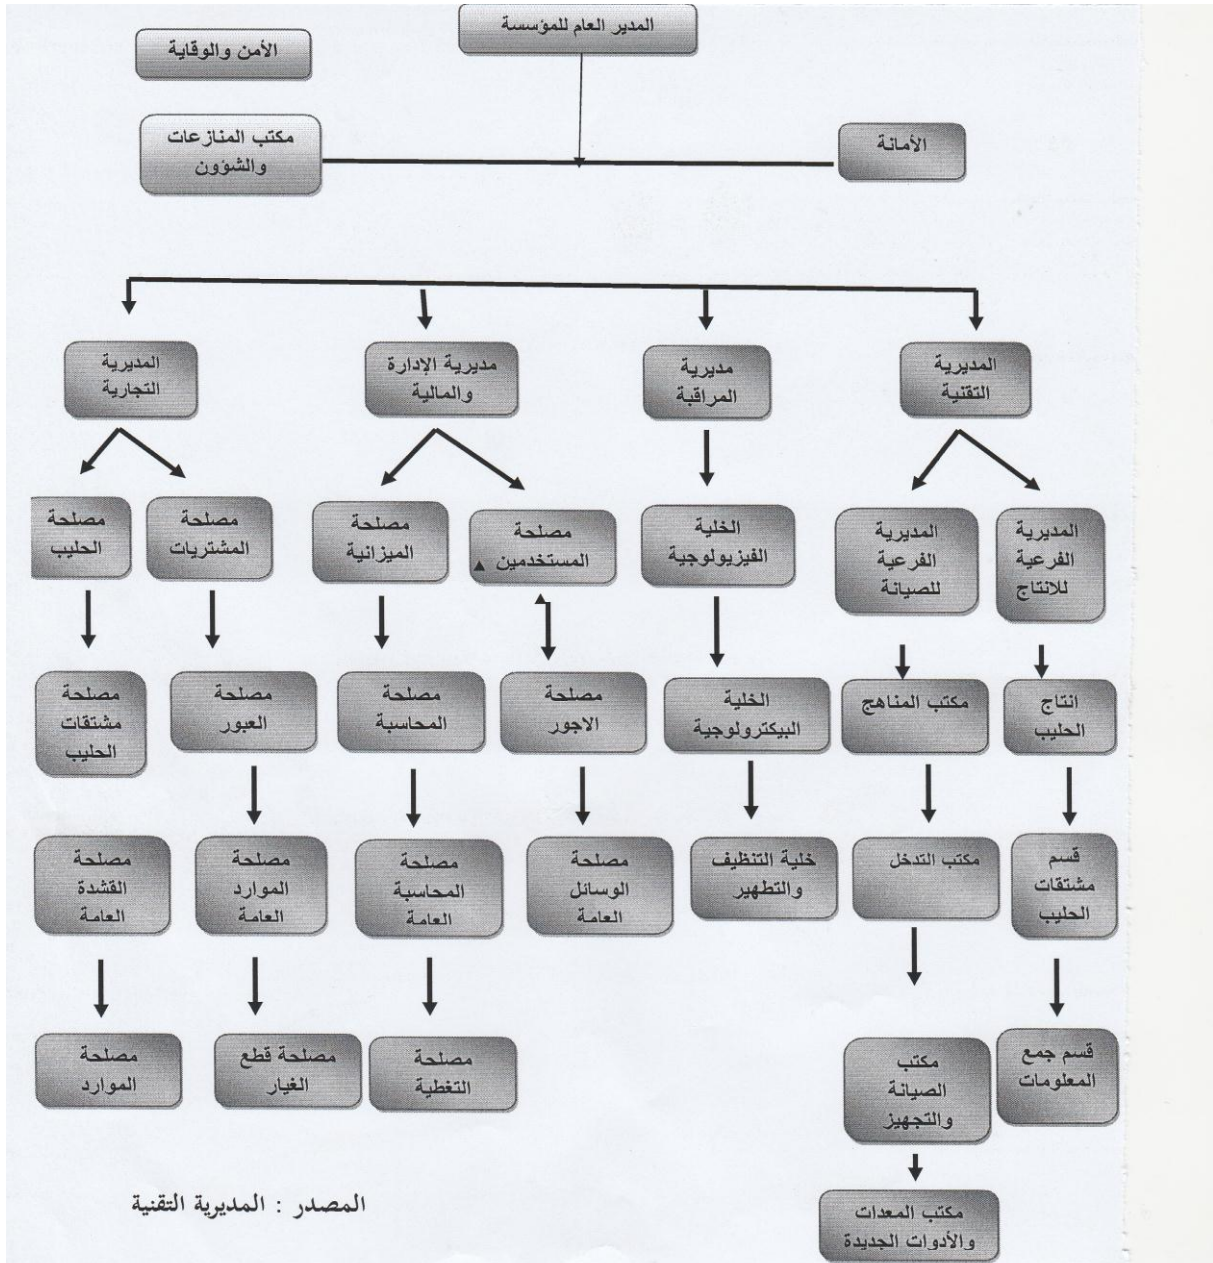 المدير العام للمؤسسة
الأمن والوقاية
مكتب المنازعات
والشؤون
الأمانة
المديرية
التقنية
مديرية
المراقبة
مديرية الإدارة
والمالية
المديرية
التجارية
المديرية
الفرعية
للانتاج
المديرية
الفرعية
للصيانة
الخلية
الفيزيولوجية
مصلحة
المستخدمين
مصلحة
الميزانية
مصلحة
المشتريات
مصلحة
الحليب
انتاج
الحليب
مكتب المناهج
الخلية
البيكترولوجية
مصلحة
الاجور
مصلحة
المحاسبة
مصلحة
العبور
مصلحة
مشتقات
الحليب
قسم
مشتقات
الحليب
مكتب التدخل
خلية التنظيف
والتطهير
مصلحة
الوسائل
العامة
مصلحة
المحاسبة
العامة
مصلحة
الموارد
العامة
مصلحة
القشدة
العامة
قسم جمع
المعلومات
مكتب
الصيانة
والتجهيز
مصلحة
التغطية
مصلحة قطع
الغيار
مصلحة
الموارد
مكتب المعدات
والأدوات الجديدة
المصدر : المديرية التقنية